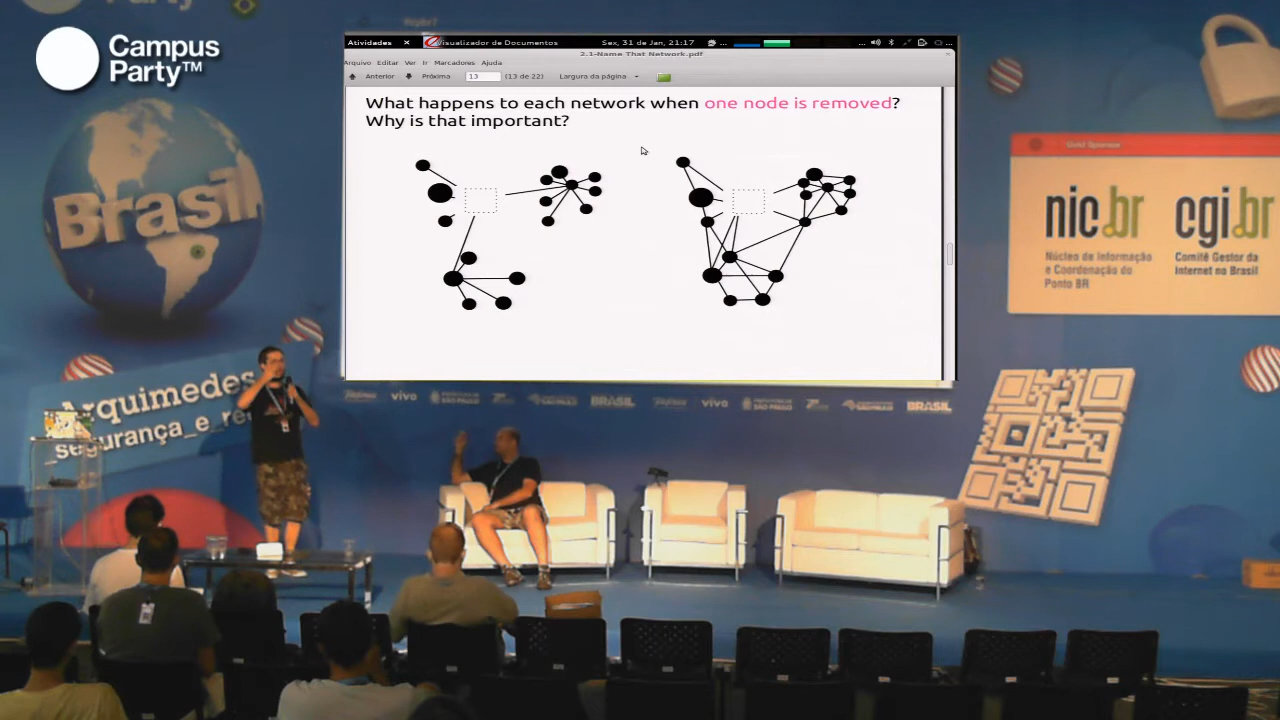 Campus
Party™
Atividades
Visualizador de Documentos
Sex, 31 de Jan, 21:17
2.1-Name That Network.pdf
Arquivo Editar Ver Ir Marcadores Ajuda
Anterior
Próxima
13
(13 de 22)
Largura da página
What happens to each network when one node is removed?
Why is that important?
Brasil
Gold Sponsor
nic.br
Núcleo de Informação
e Coordenação do
Ponto BR
cgi.br
Comitê Gestor da
Internet no Brasil
Arquimedes
segurança_e_re
vivo
BRASIL
vivo
BRASIL